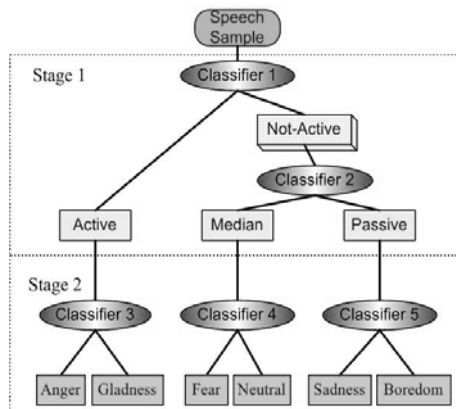 Speech
Sample
Stage 1
Classifier 1
Not-Active
Classifier 2
Active
Median
Passive
Stage 2
Classifier 3
Classifier 4
Classifier 5
Anger
Gladness
Fear
Neutral
Sadness
Boredom